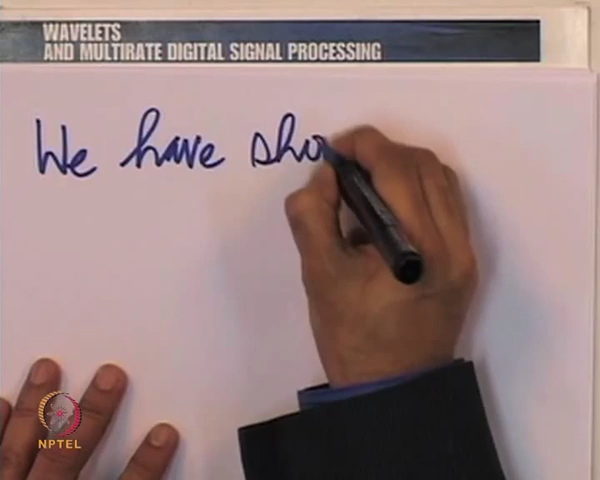 WAVELETS
AND MULTIRATE DIGITAL SIGNAL PROCESSING
We have sho
NPTEL